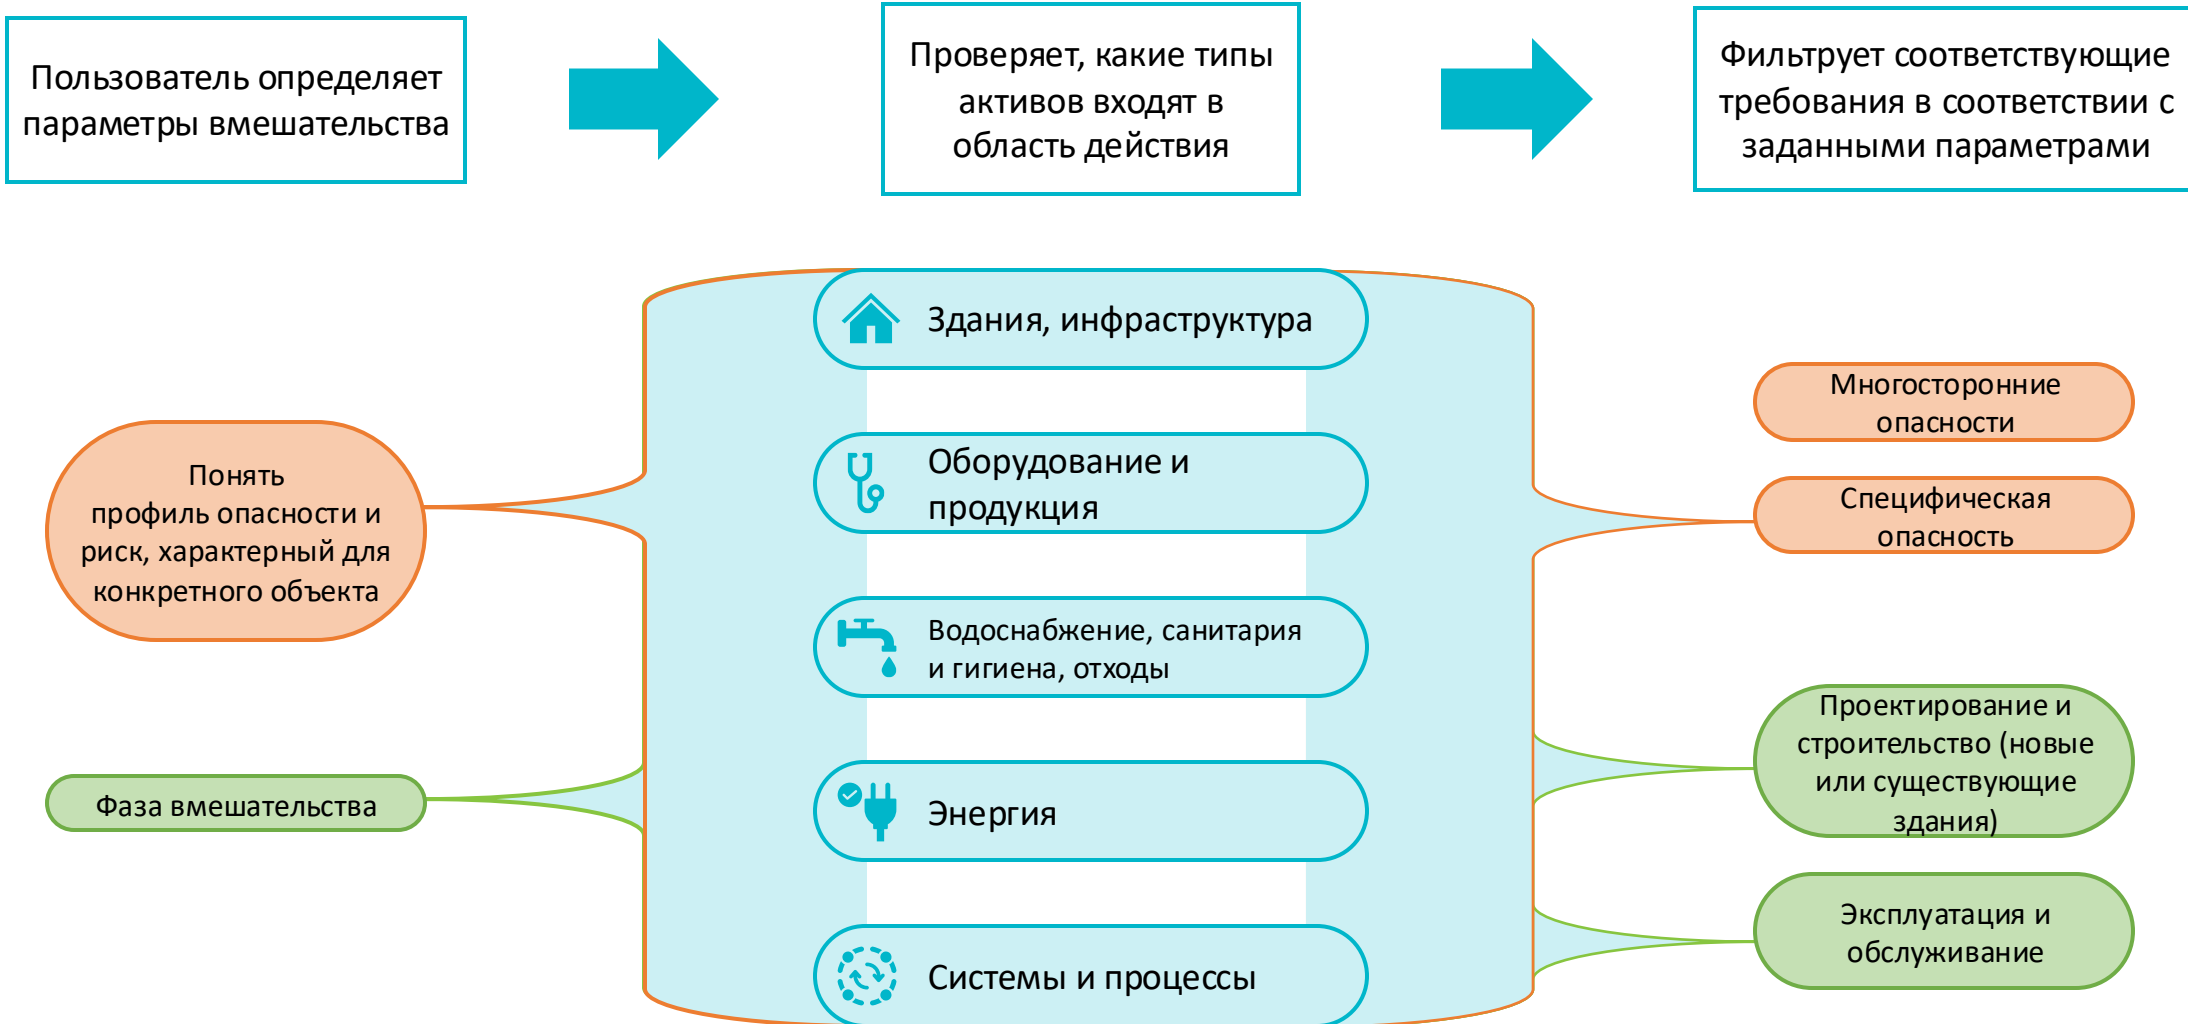 Пользователь определяет
параметры вмешательства
Проверяет, какие типы
активов входят в
область действия
Фильтрует соответствующие
требования в соответствии с
заданными параметрами
Понять
профиль опасности и
риск, характерный для
конкретного объекта
Фаза вмешательства
Здания, инфраструктура
Оборудование и
продукция
Водоснабжение, санитария
и гигиена, отходы
Энергия
Системы и процессы
Многосторонние
опасности
Специфическая
опасность
Проектирование и
строительство (новые
или существующие
здания)
Эксплуатация и
обслуживание